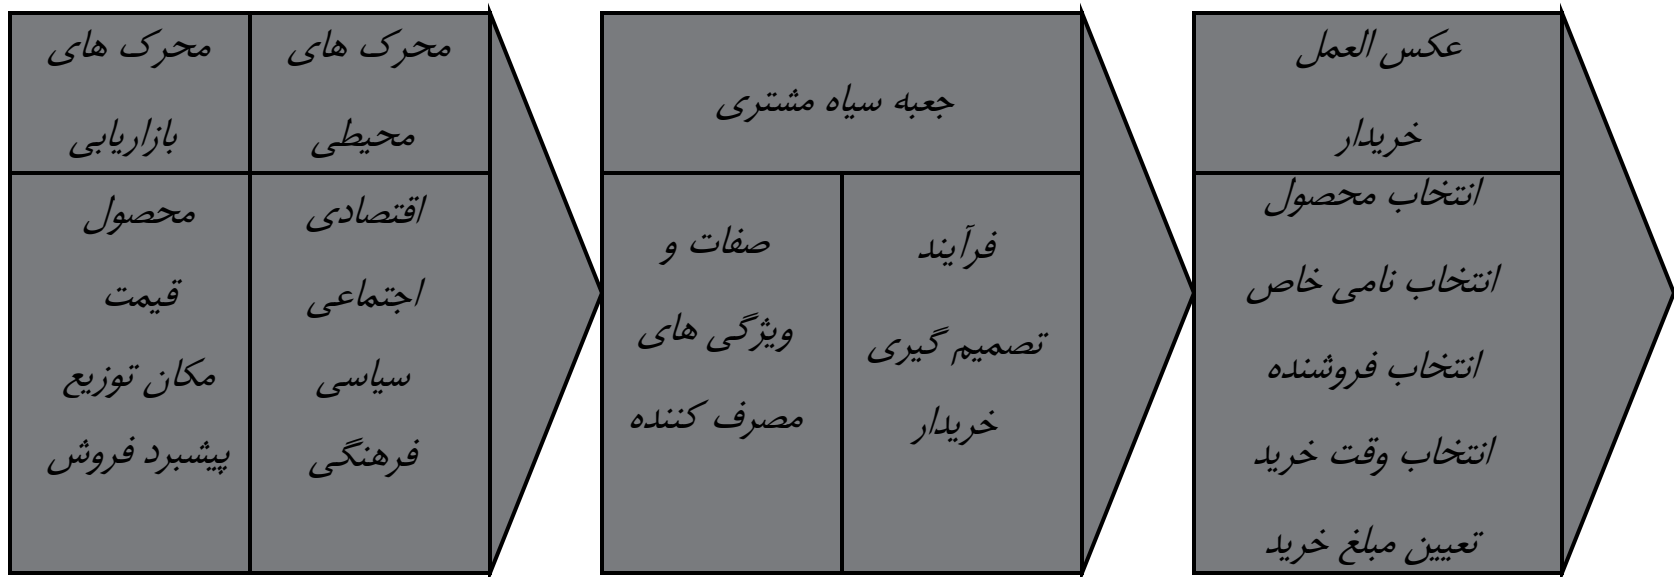 محرک های
بازاریابی
محصول
قیمت
مکان توزیع
پیشبرد فروش
محرک های
محیطی
اقتصادی
اجتماعی
سیاسی
فرهنگی
جعبه سیاه مشتری
صفات و
ویژگی های
مصرف کننده
فرآیند
تصمیم گیری
خریدار
عکس العمل
خریدار
انتخاب محصول
انتخاب نامی خاص
انتخاب فروشنده
انتخاب وقت خرید
تعیین مبلغ خرید